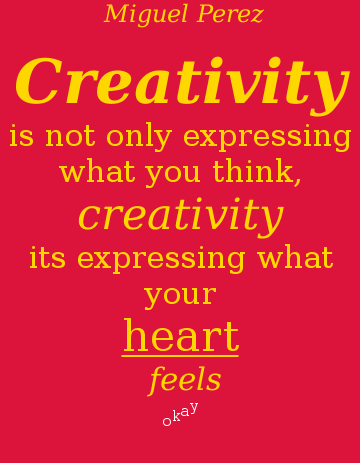 Miguel Perez
Creativity
is not only expressing
what you think,
creativity
its expressing what
your
heart
feels
okay